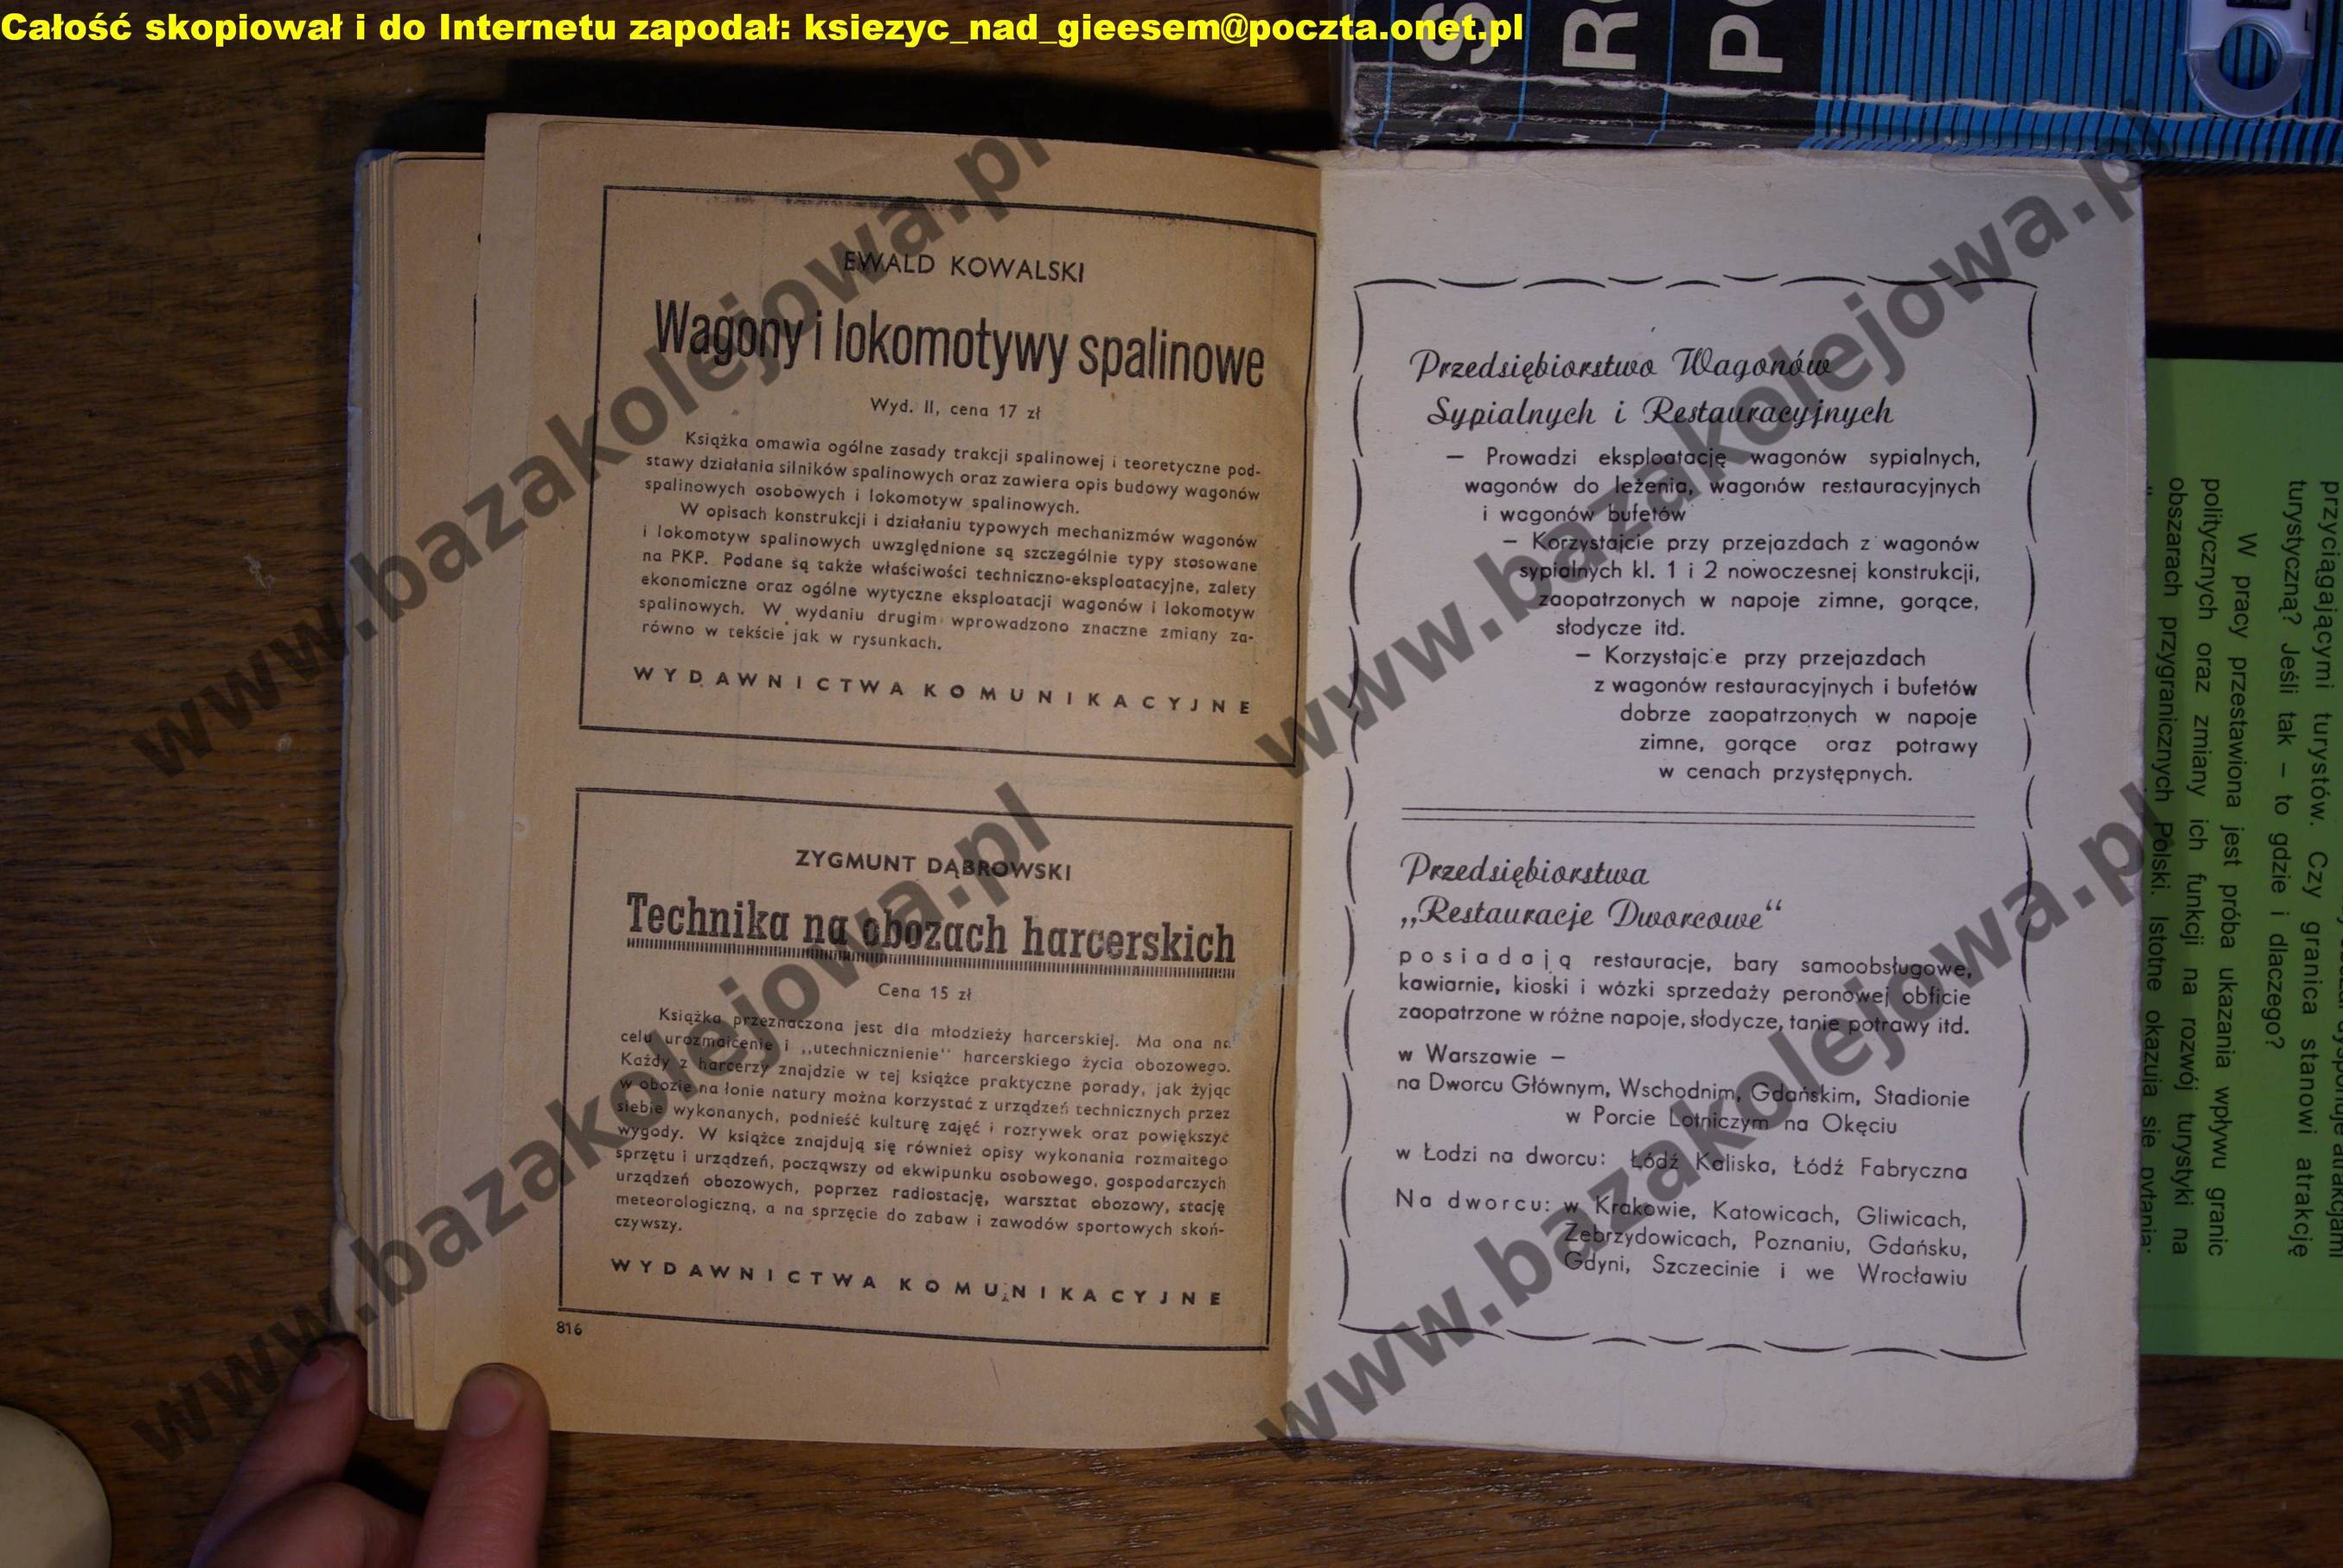 Całość skopiował i do Internetu zapodał: ksiezyc_nad_gieesem@poczta.onet.pl
EWALD KOWALSKI
Wagony i lokomotywy spalinowe
Wyd. II, cena 17 zł
Książka omawia ogólne zasady trakcji spalinowej i teoretyczne pod-
stawy działania silników spalinowych oraz zawiera opis budowy wagonów
spalinowych osobowych i lokomotyw spalinowych.
W opisach konstrukcji i działaniu typowych mechanizmów wagonów
i lokomotyw spalinowych uwzględnione są szczególnie typy stosowane
na PKP. Podane są także właściwości techniczno-eksploatacyjne, zalety
ekonomiczne oraz ogólne wytyczne eksploatacji wagonów i lokomotyw
spalinowych. W wydaniu drugim wprowadzono znaczne zmiany za-
równo w tekście jak w rysunkach.
WYDAWNICTWA KOMUNIKACYJNE
ZYGMUNT DĄBROWSKI
Technika na obozach harcerskich
Cena 15 zł
Książka przeznaczona jest dla młodzieży harcerskiej. Ma ona na
celu urozmaicenie i ,,utechnicznienie'' harcerskiego życia obozowego.
Każdy z harcerzy znajdzie w tej książce praktyczne porady, jak żyjąc
w obozie na łonie natury można korzystać z urządzeń technicznych przez
siebie wykonanych, podnieść kulturę zajęć i rozrywek oraz powiększyć
wygody. W książce znajdują się również opisy wykonania rozmaitego
sprzętu i urządzeń, począwszy od ekwipunku osobowego, gospodarczych
urządzeń obozowych, poprzez radiostację, warsztat obozowy, stację
meteorologiczną, a na sprzęcie do zabaw i zawodów sportowych skoń-
czywszy.
WYDAWNICTWA KOMUNIKACYJNE
816
Przedsiębiorstwo Wagonów
Sypialnych i Restauracyjnych
– Prowadzi eksploatację wagonów sypialnych,
wagonów do leżenia, wagonów restauracyjnych
i wagonów bufetów
– Korzystajcie przy przejazdach z wagonów
sypialnych kl. 1 i 2 nowoczesnej konstrukcji,
zaopatrzonych w napoje zimne, gorące,
słodycze itd.
– Korzystajcie przy przejazdach
z wagonów restauracyjnych i bufetów
dobrze zaopatrzonych w napoje
zimne, gorące oraz potrawy
w cenach przystępnych.
Przedsiębiorstwa
,,Restauracje Dworcowe“
posiadają restauracje, bary samoobsługowe,
kawiarnie, kioski i wózki sprzedaży peronowej obficie
zaopatrzone w różne napoje, słodycze, tanie potrawy itd.
w Warszawie –
na Dworcu Głównym, Wschodnim, Gdańskim, Stadionie
w Porcie Lotniczym na Okęciu
w Łodzi na dworcu: Łódź Kaliska, Łódź Fabryczna
Na dworcu: w Krakowie, Katowicach, Gliwicach,
Zebrzydowicach, Poznaniu, Gdańsku,
Gdyni, Szczecinie i we Wrocławiu
przyciągającymi turystów. Czy granica stanowi atrakcję
turystyczną? Jeśli tak – to gdzie i dlaczego?
W pracy przestawiona jest próba ukazania wpływu granic
politycznych oraz zmiany ich funkcji na rozwój turystyki na
obszarach przygranicznych Polski. Istotne okazują się pytania:
www.bazakolejowa.pl
www.bazakolejowa.pl
www.bazakolejowa.pl
www.bazakolejowa.pl